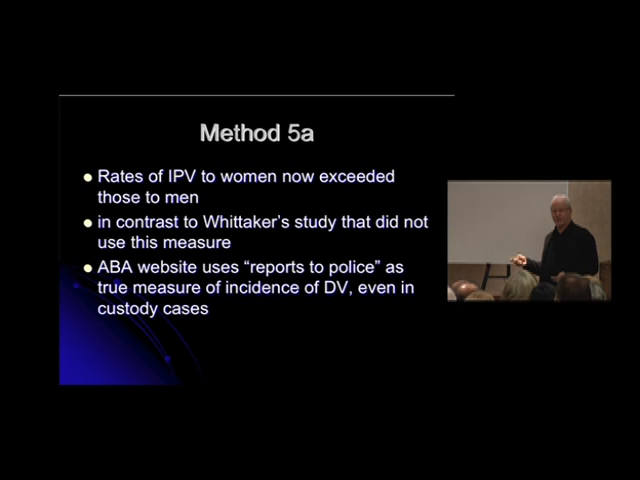 Method 5a
Rates of IPV to women now exceeded
those to men
in contrast to Whittaker's study that did not
use this measure
ABA website uses “reports to police” as
true measure of incidence of DV, even in
custody cases